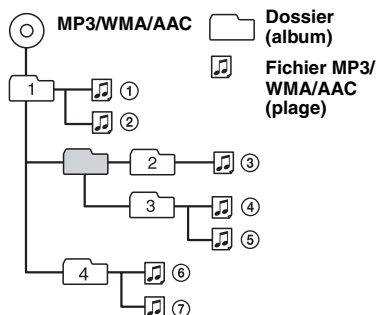 MP3/WMA/AAC
Dossier
(album)
Fichier MP3/
WMA/AAC
(plage)
1
①
②
2
③
3
④
⑤
4
⑥
⑦